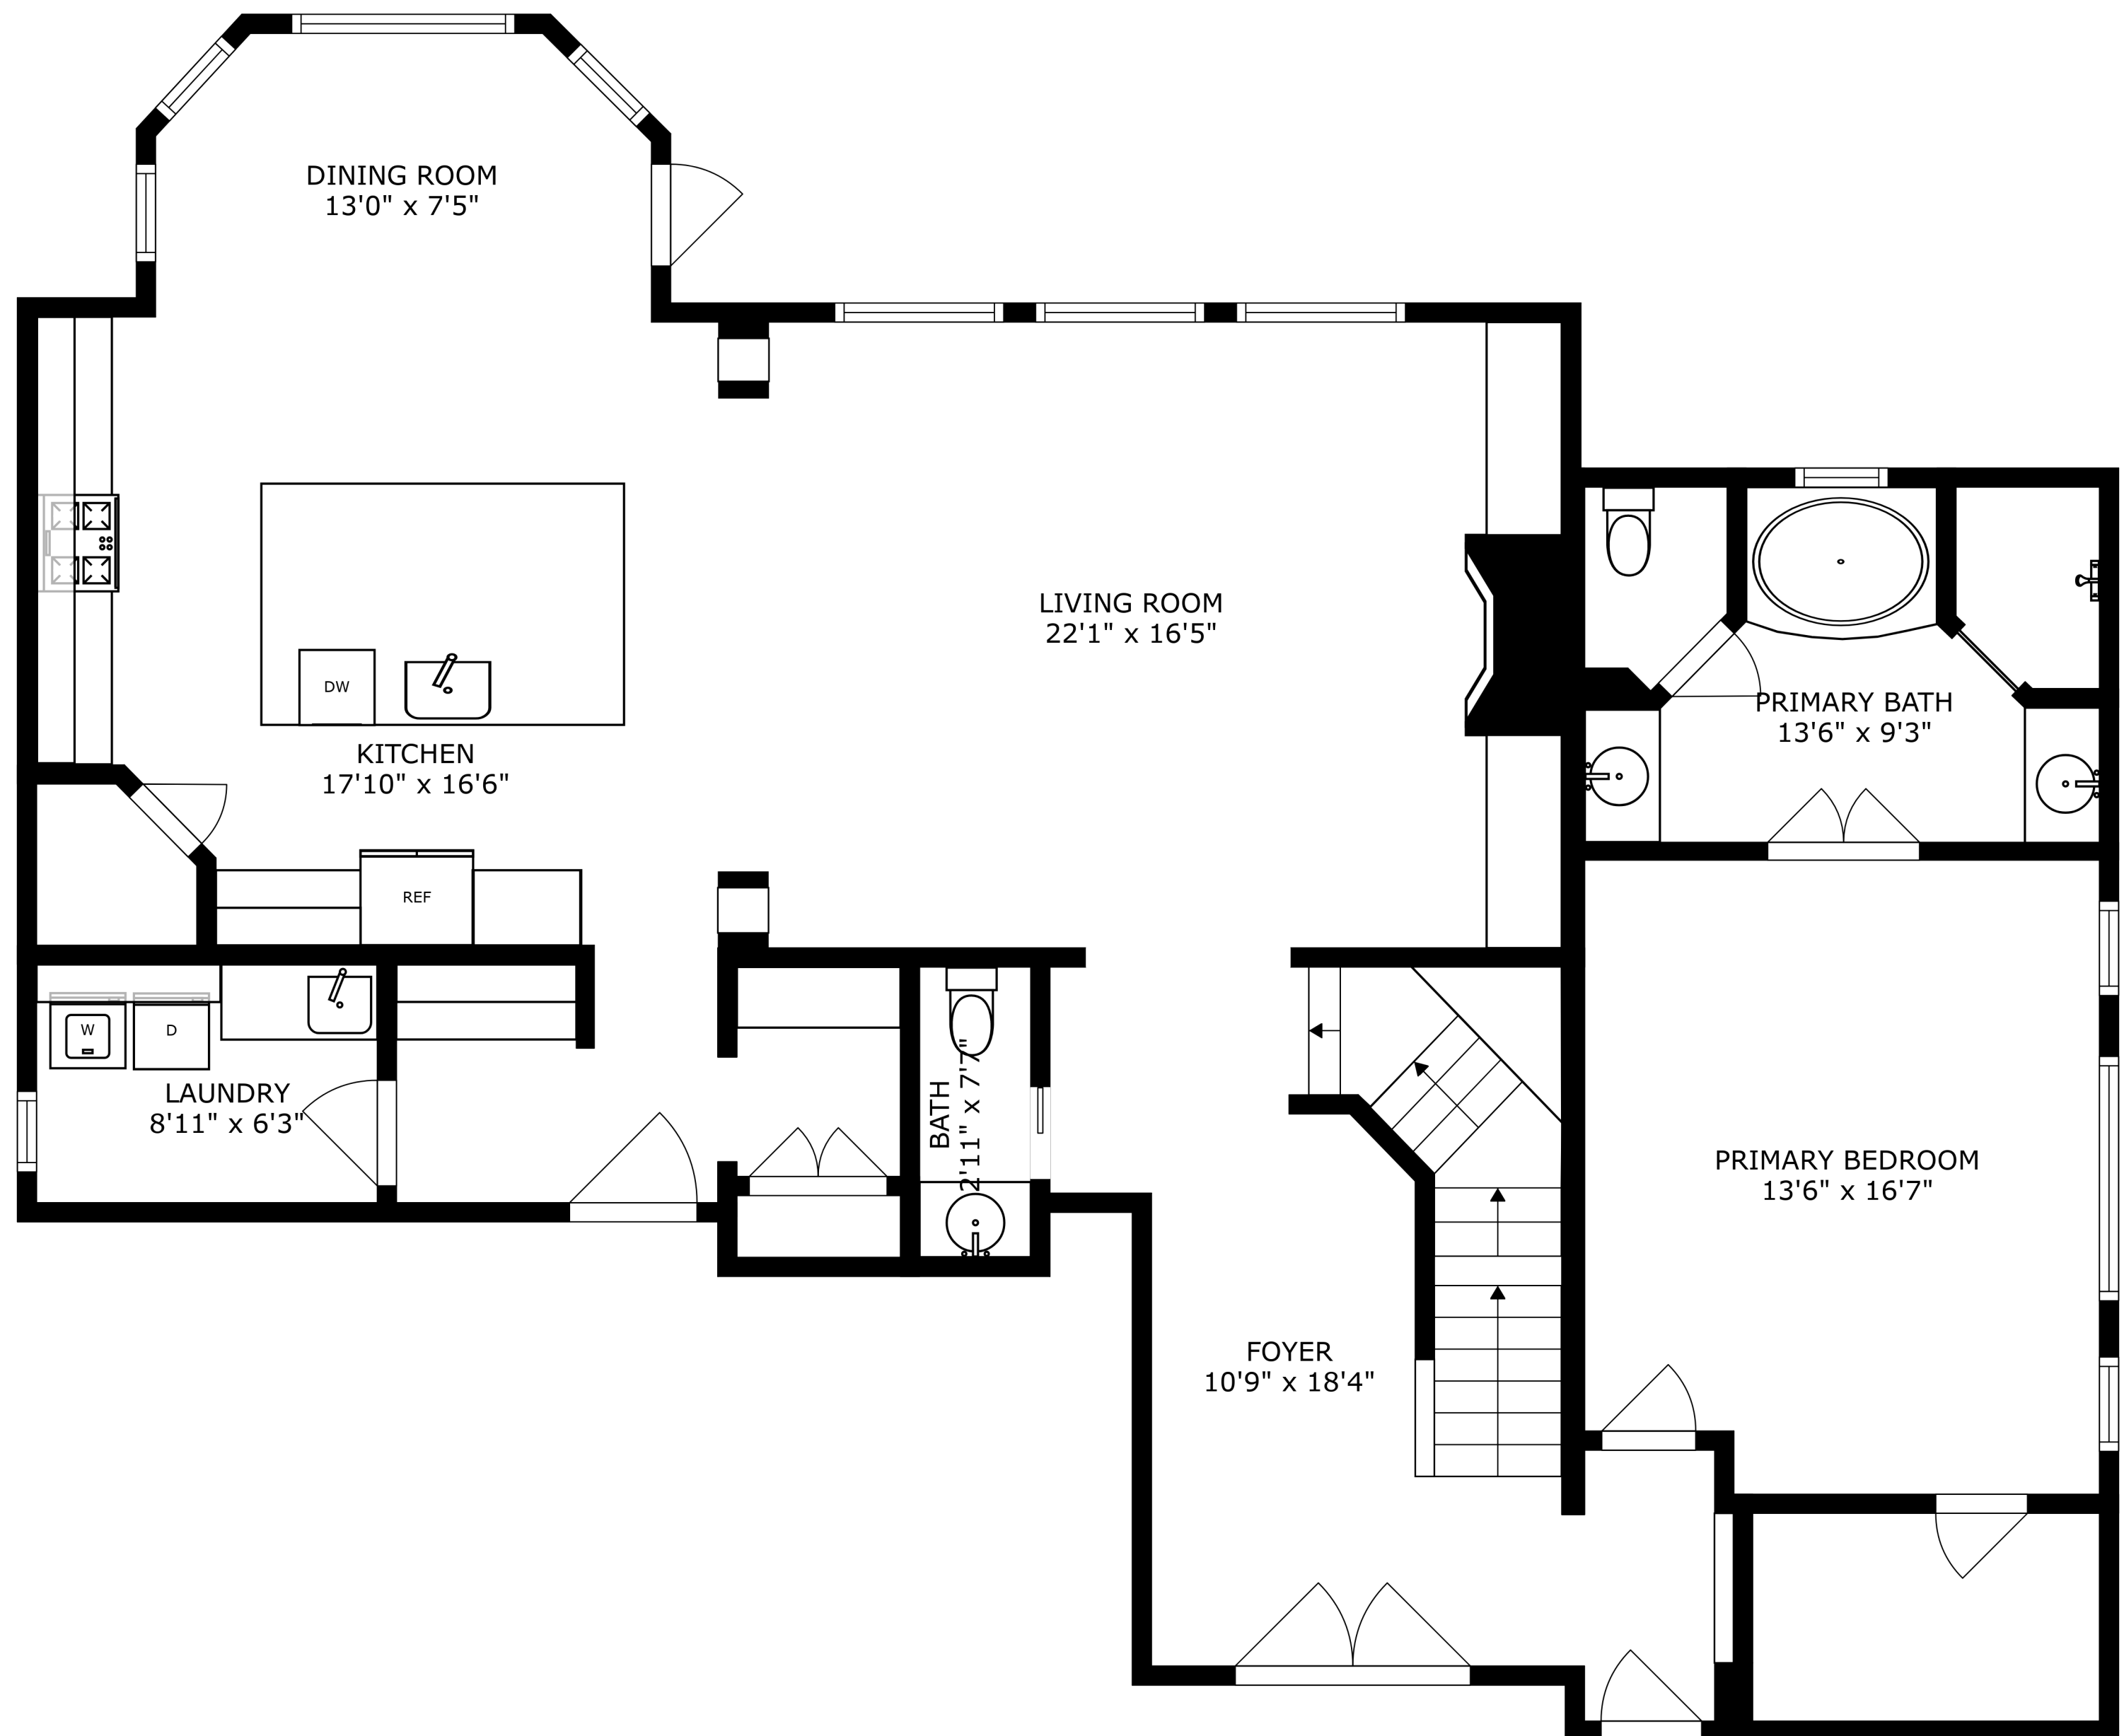 DINING ROOM
13'0" x 7'5"
LIVING ROOM
22'1" x 16'5"
DW
KITCHEN
17'10" x 16'6"
PRIMARY BATH
13'6" x 9'3"
REF
W
D
LAUNDRY
8'11" x 6'3"
BATH
2'11" x 7'7"
PRIMARY BEDROOM
13'6" x 16'7"
FOYER
10'9" x 18'4"